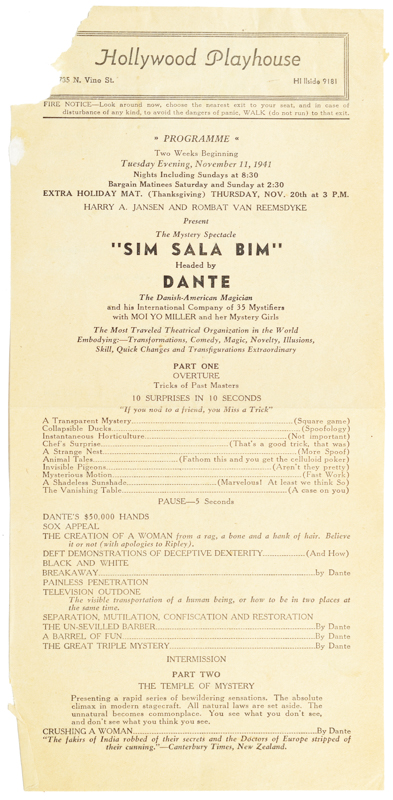 Hollywood Playhouse
735 N. Vine St. HIllside 9181
FIRE NOTICE—Look around now, choose the nearest exit to your seat, and in case of
disturbance of any kind, to avoid the dangers of panic, WALK (do not run) to that exit.
» PROGRAMME «
Two Weeks Beginning
Tuesday Evening, November 11, 1941
Nights Including Sundays at 8:30
Bargain Matinees Saturday and Sunday at 2:30
EXTRA HOLIDAY MAT. (Thanksgiving) THURSDAY, NOV. 20th at 3 P.M.
HARRY A. JANSEN AND ROMBAT VAN REEMSDYKE
Present
The Mystery Spectacle
"SIM SALA BIM"
Headed by
DANTE
The Danish-American Magician
and his International Company of 35 Mystifiers
with MOI YO MILLER and her Mystery Girls
The Most Traveled Theatrical Organization in the World
Embodying:—Transformations, Comedy, Magic, Novelty, Illusions,
Skill, Quick Changes and Transfigurations Extraordinary
PART ONE
OVERTURE
Tricks of Past Masters
10 SURPRISES IN 10 SECONDS
"If you nod to a friend, you Miss a Trick"
A Transparent Mystery (Square game)
Collapsible Ducks (Spoofology)
Instantaneous Horticulture (Not important)
Chef's Surprise (That's a good trick, that was)
A Strange Nest (More Spoof)
Animal Tales (Fathom this and you get the celluloid poker)
Invisible Pigeons (Aren't they pretty)
Mysterious Motion (Fast Work)
A Shadeless Sunshade (Marvelous! At least we think So)
The Vanishing Table (A case on you)
PAUSE—5 Seconds
DANTE'S $50,000 HANDS
SOX APPEAL
THE CREATION OF A WOMAN from a rag, a bone and a hank of hair. Believe
it or not (with apologies to Ripley).
DEFT DEMONSTRATIONS OF DECEPTIVE DEXTERITY (And How)
BLACK AND WHITE
BREAKAWAY by Dante
PAINLESS PENETRATION
TELEVISION OUTDONE
The visible transportation of a human being, or how to be in two places at
the same time.
SEPARATION, MUTILATION, CONFISCATION AND RESTORATION
THE UN-SEVILLED BARBER By Dante
A BARREL OF FUN By Dante
THE GREAT TRIPLE MYSTERY By Dante
INTERMISSION
PART TWO
THE TEMPLE OF MYSTERY
Presenting a rapid series of bewildering sensations. The absolute
climax in modern stagecraft. All natural laws are set aside. The
unnatural becomes commonplace. You see what you don't see,
and don't see what you think you see.
CRUSHING A WOMAN By Dante
"The fakirs of India robbed of their secrets and the Doctors of Europe stripped of
their cunning."—Canterbury Times, New Zealand.